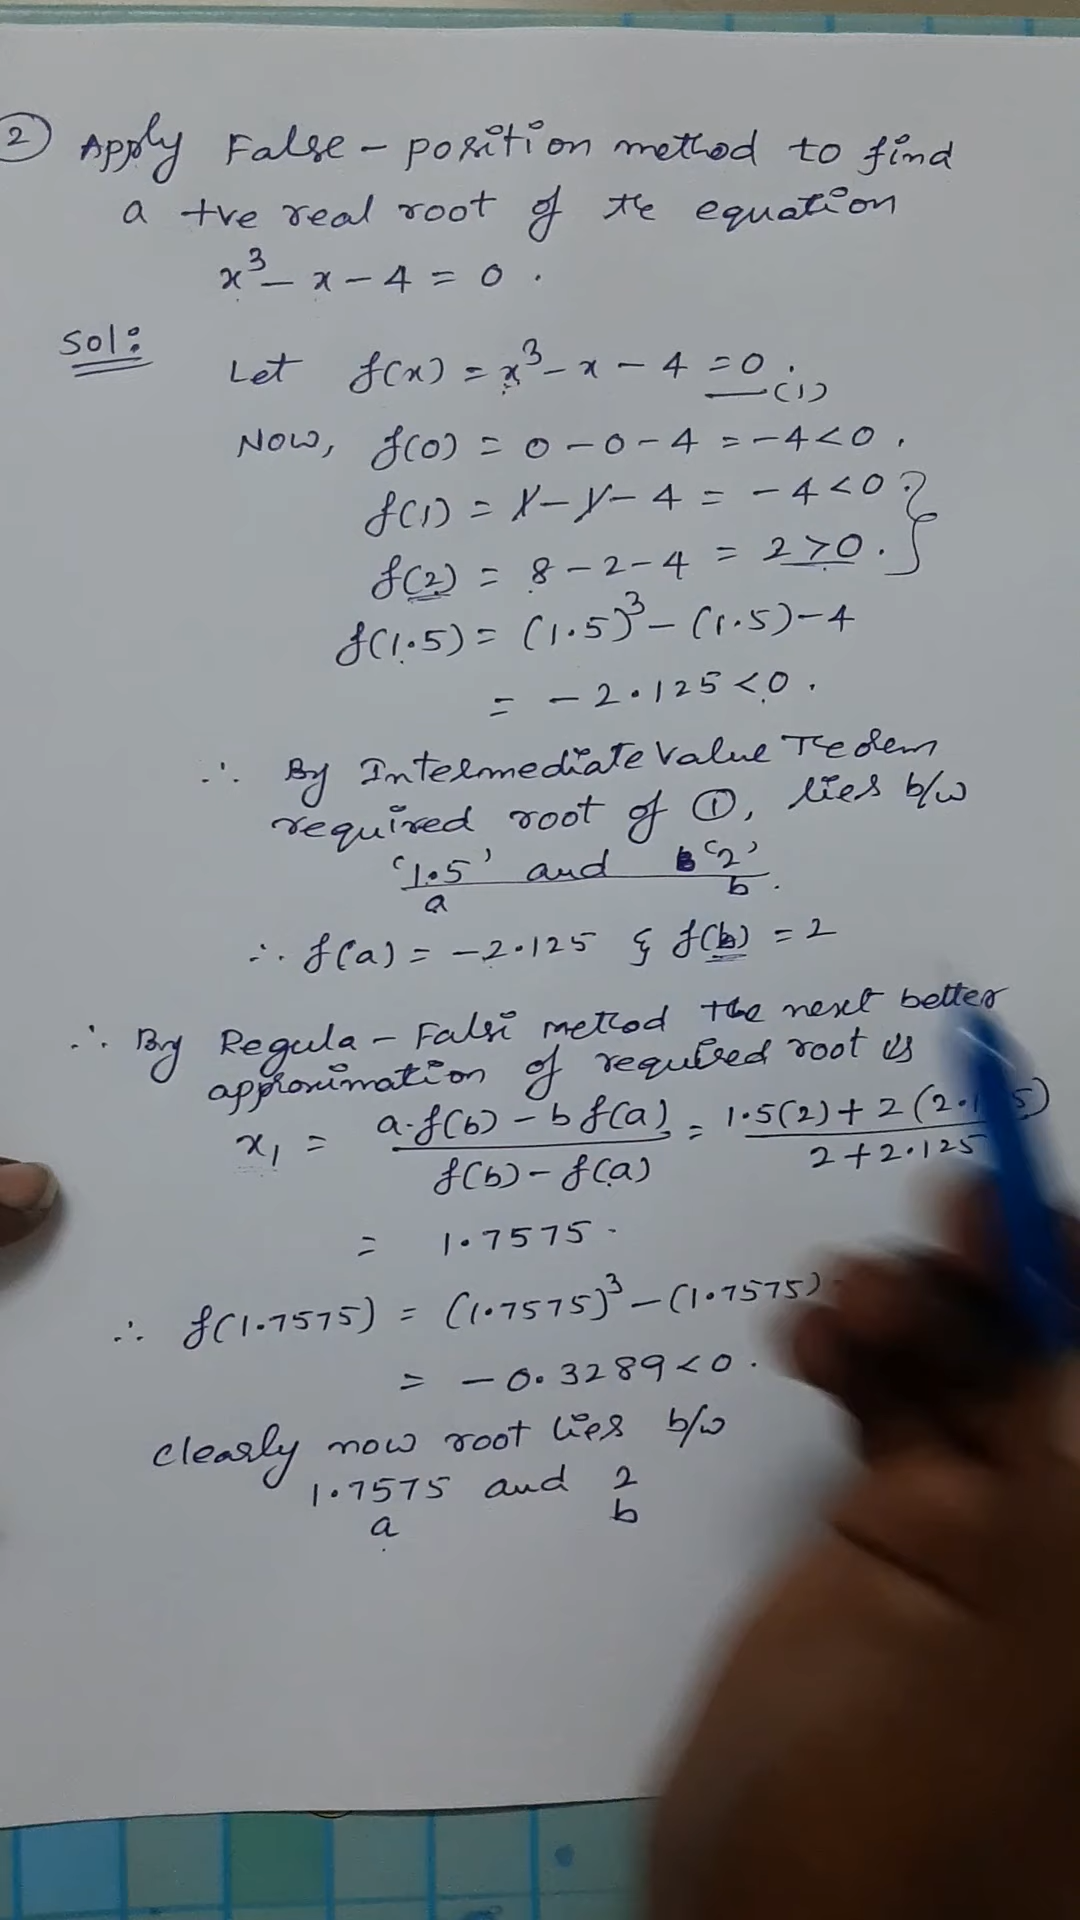 2 Apply False - position method to find
a +ve real root of the equation
x³ - x - 4 = 0 .
Sol:
Let f(x) = x³ - x - 4 = 0 . (1)
Now, f(0) = 0 - 0 - 4 = -4 < 0 .
f(1) = 1 - 1 - 4 = -4 < 0 .
f(2) = 8 - 2 - 4 = 2 > 0 . }
f(1.5) = (1.5)³ - (1.5) - 4
= -2.125 < 0 .
∴ By Intermediate Value Theorem
required root of ①, lies b/w
'1.5' and '2' .
a b
∴ f(a) = -2.125 & f(b) = 2
∴ By Regula - Falsi method the next better
approximation of required root is
x₁ = a.f(b) - b f(a) / f(b) - f(a) = 1.5(2) + 2(2.1 5) / 2 + 2.125
= 1.7575 .
∴ f(1.7575) = (1.7575)³ - (1.7575)
= -0.3289 < 0 .
clearly now root lies b/w
1.7575 and 2
a b